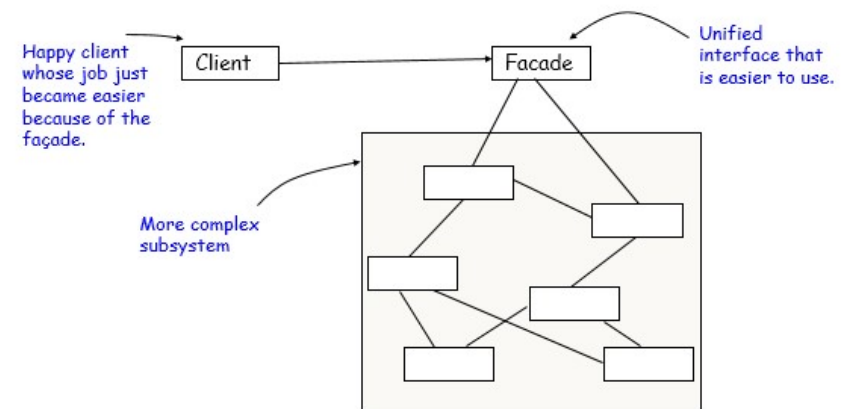 Happy client
whose job just
became easier
because of the
façade.
Client
Facade
Unified
interface that
is easier to use.
More complex
subsystem